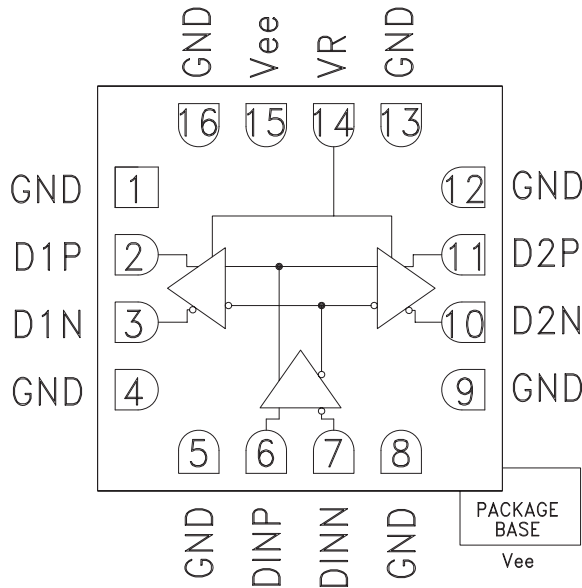 GND
Vee
VR
GND
16
15
14
13
GND
1
12
GND
D1P
2
11
D2P
D1N
3
10
D2N
GND
4
9
GND
5
6
7
8
GND
DINP
DINN
GND
PACKAGE
BASE
Vee